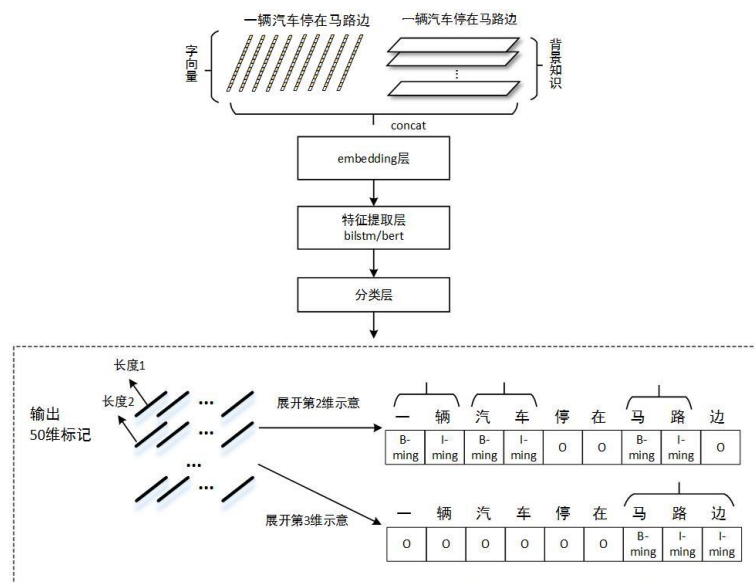 一辆汽车停在马路边
一辆汽车停在马路边
字向量
背景知识
...
concat
embedding层
特征提取层
bilstm/bert
分类层
长度1
长度2
输出
50维标记
...
...
...
...
展开第2维示意
一 辆 汽 车 停 在 马 路 边
B-ming I-ming B-ming I-ming O O B-ming I-ming O
展开第3维示意
一 辆 汽 车 停 在 马 路 边
O O O O O O B-ming I-ming I-ming